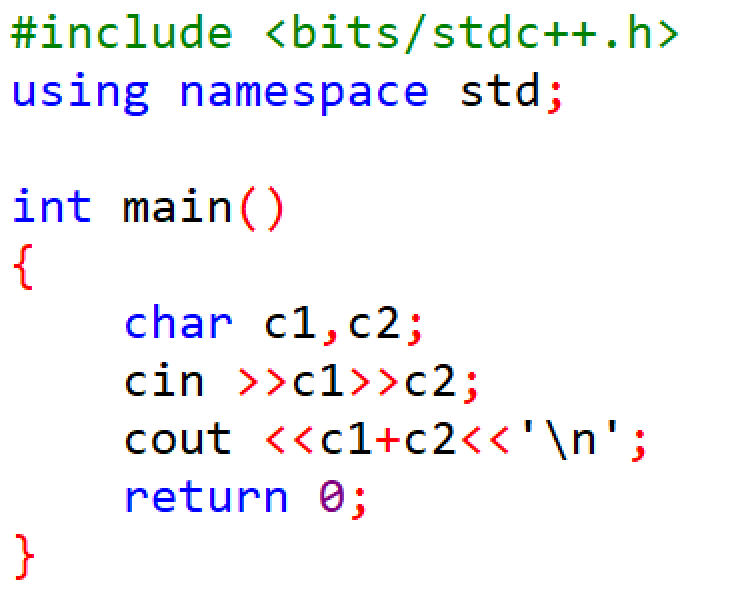 #include <bits/stdc++.h>
using namespace std;

int main()
{
    char c1,c2;
    cin >>c1>>c2;
    cout <<c1+c2<<'\n';
    return 0;
}